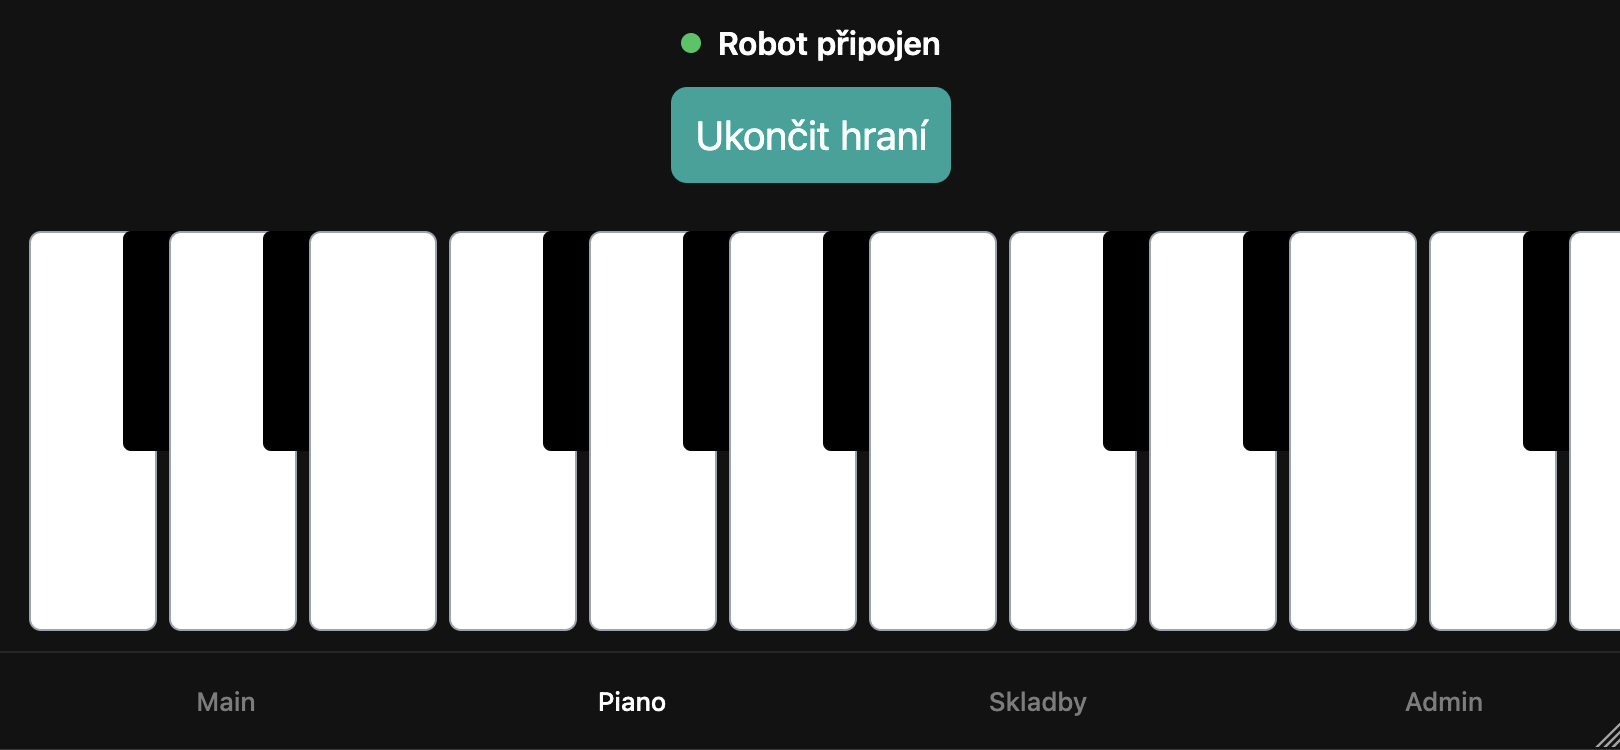 Robot připojen
Ukončit hraní
Main
Piano
Skladby
Admin